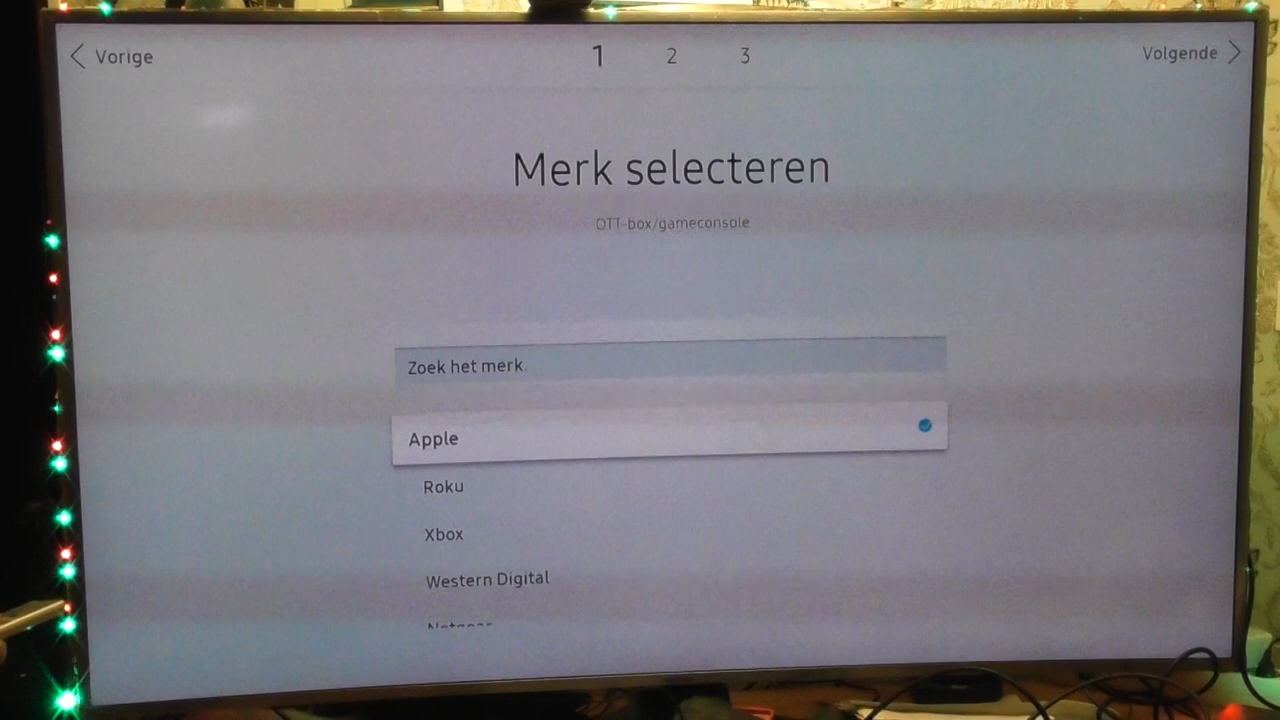 Vorige
1 2 3
Volgende
Merk selecteren
OTT-box/gameconsole
Zoek het merk.
Apple
Roku
Xbox
Western Digital